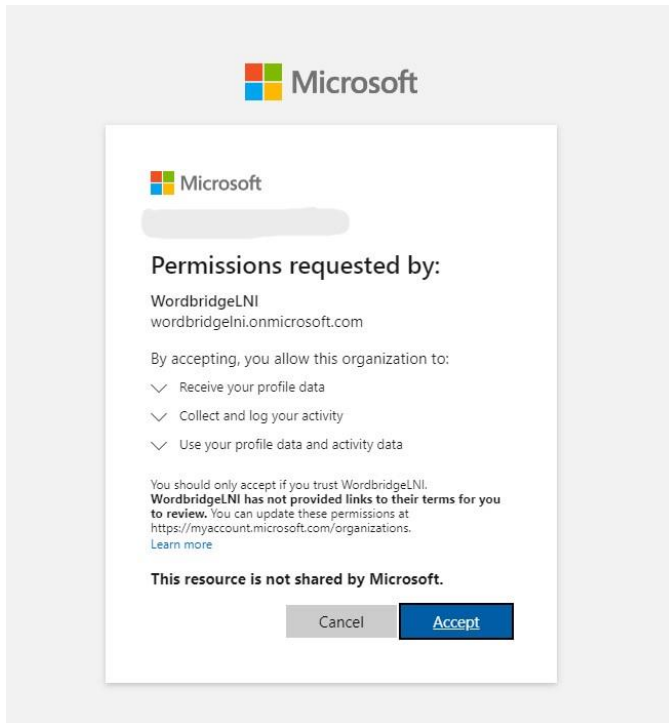 Microsoft
Microsoft
Permissions requested by:
WordbridgeLNI
wordbridgelni.onmicrosoft.com
By accepting, you allow this organization to:
Receive your profile data
Collect and log your activity
Use your profile data and activity data
You should only accept if you trust WordbridgeLNI.
WordbridgeLNI has not provided links to their terms for you
to review. You can update these permissions at
https://myaccount.microsoft.com/organizations.
Learn more
This resource is not shared by Microsoft.
Cancel Accept